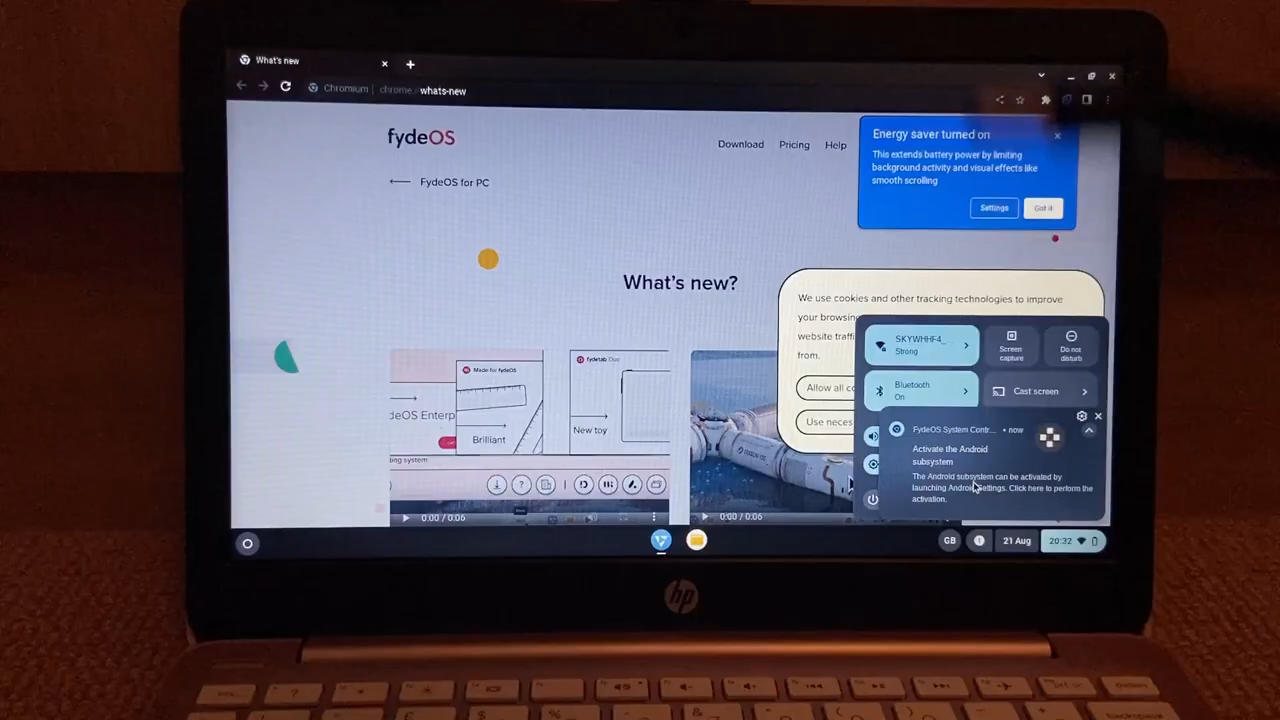 What's new
Chromium | chrome://whats-new
fydeOS
Download Pricing Help
FydeOS for PC
Energy saver turned on
This extends battery power by limiting
background activity and visual effects like
smooth scrolling
Settings Got it
What's new?
We use cookies and other tracking technologies to improve
your browsing
website traffi
from.
Allow all co
Use neces
Made for fydeOS
deOS Enterp
Brilliant
ting system
fydetab Duo
New toy
0:00 / 0:06
0:00 / 0:06
SKYWHHF4_
Strong
Screen
capture
Do not
disturb
Bluetooth
On
Cast screen
FydeOS System Contr... • now
Activate the Android
subsystem
The Android subsystem can be activated by
launching Android Settings. Click here to perform the
activation.
GB 21 Aug 20:32
hp